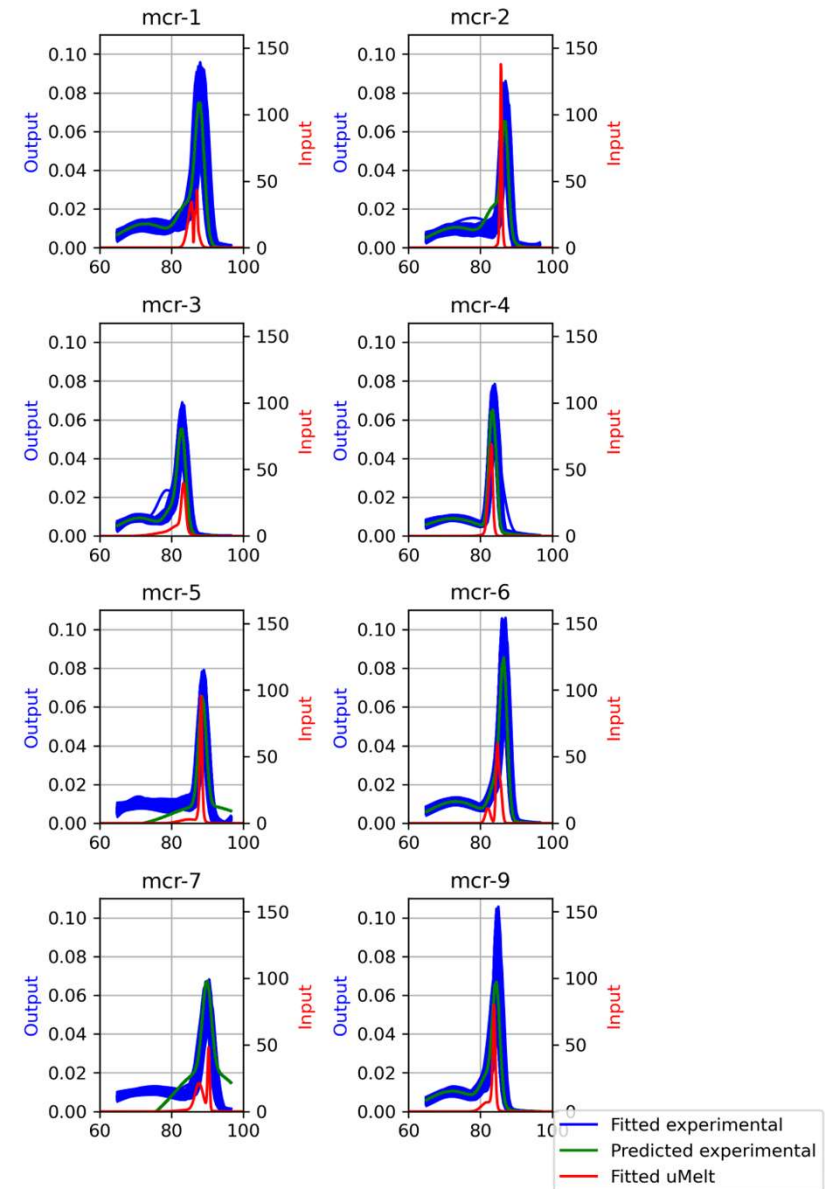 mcr-1
0.10
0.08
0.06
0.04
0.02
0.00
Output
150
100
50
0
Input
60 80 100
mcr-2
0.10
0.08
0.06
0.04
0.02
0.00
Output
150
100
50
0
Input
60 80 100
mcr-3
0.10
0.08
0.06
0.04
0.02
0.00
Output
150
100
50
0
Input
60 80 100
mcr-4
0.10
0.08
0.06
0.04
0.02
0.00
Output
150
100
50
0
Input
60 80 100
mcr-5
0.10
0.08
0.06
0.04
0.02
0.00
Output
150
100
50
0
Input
60 80 100
mcr-6
0.10
0.08
0.06
0.04
0.02
0.00
Output
150
100
50
0
Input
60 80 100
mcr-7
0.10
0.08
0.06
0.04
0.02
0.00
Output
150
100
50
0
Input
60 80 100
mcr-9
0.10
0.08
0.06
0.04
0.02
0.00
Output
150
100
50
0
Input
60 80 100
Fitted experimental
Predicted experimental
Fitted uMelt